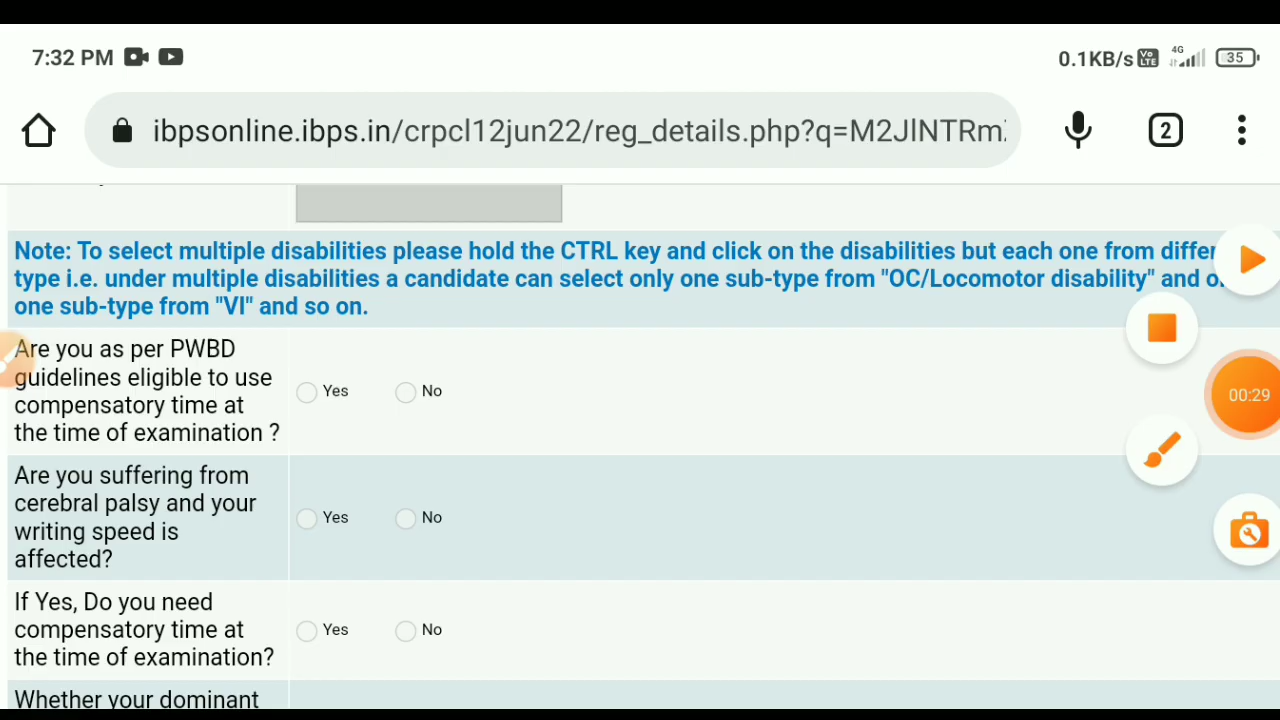 7:32 PM
0.1KB/s Vo LTE 4G 35
ibpsonline.ibps.in/crpcl12jun22/reg_details.php?q=M2JlNTRm
2
Note: To select multiple disabilities please hold the CTRL key and click on the disabilities but each one from
type i.e. under multiple disabilities a candidate can select only one sub-type from "OC/Locomotor disability" and
one sub-type from "VI" and so on.
Are you as per PWBD
guidelines eligible to use
compensatory time at
the time of examination ?
Yes No
00:29
Are you suffering from
cerebral palsy and your
writing speed is
affected?
Yes No
If Yes, Do you need
compensatory time at
the time of examination?
Yes No
Whether your dominant